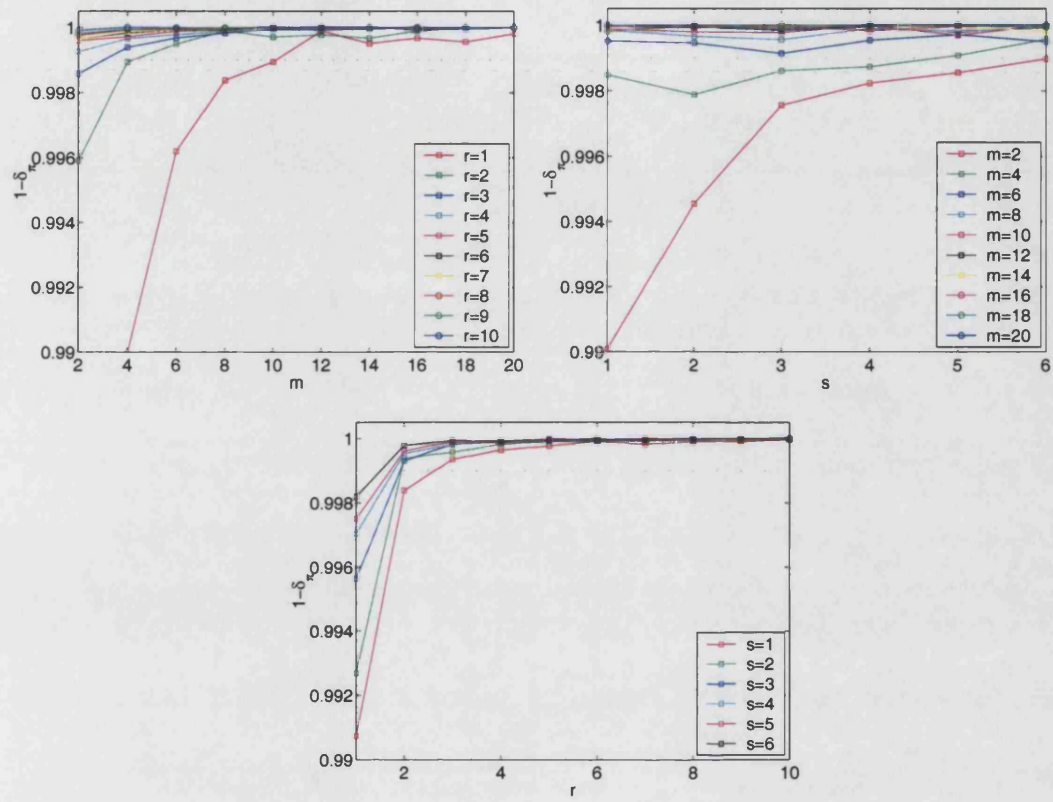 1
0.998
0.996
0.994
0.992
0.99
1-δπ
2 4 6 8 10 12 14 16 18 20
m
r=1
r=2
r=3
r=4
r=5
r=6
r=7
r=8
r=9
r=10
1
0.998
0.996
0.994
0.992
0.99
1-δπ
1 2 3 4 5 6
s
m=2
m=4
m=6
m=8
m=10
m=12
m=14
m=16
m=18
m=20
1
0.998
0.996
0.994
0.992
0.99
1-δπ
2 4 6 8 10
r
s=1
s=2
s=3
s=4
s=5
s=6